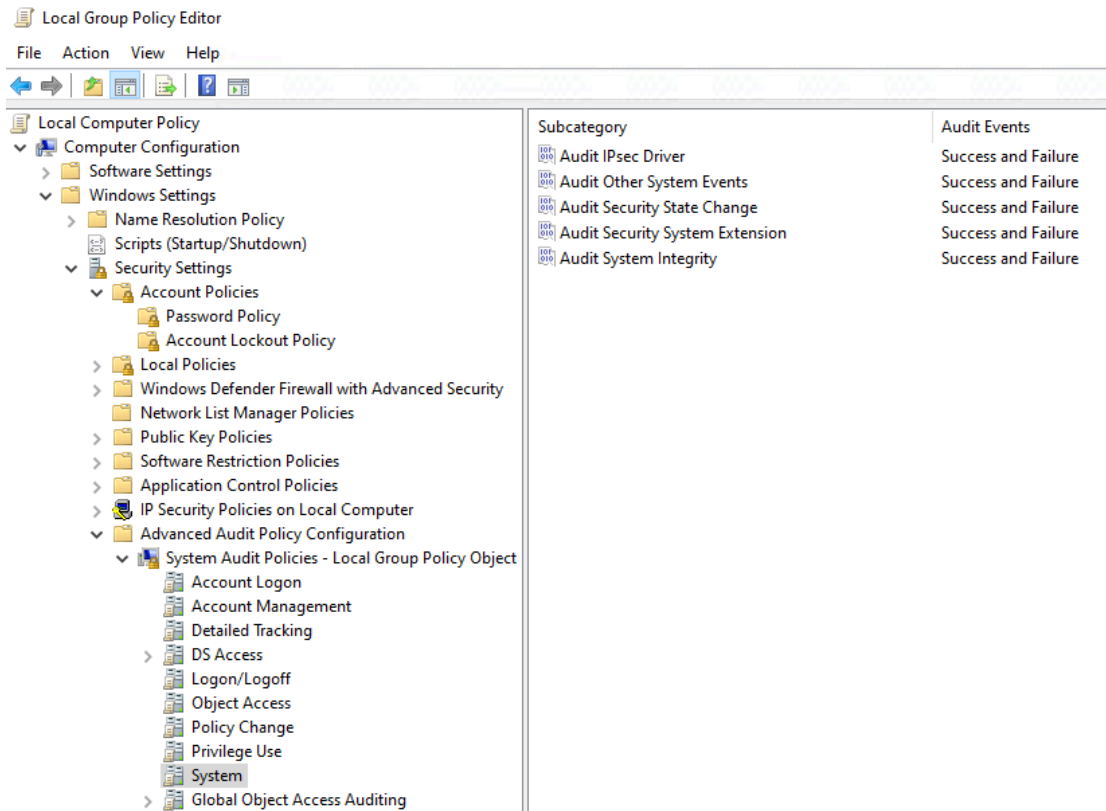 Local Group Policy Editor
File Action View Help
Local Computer Policy
Computer Configuration
Software Settings
Windows Settings
Name Resolution Policy
Scripts (Startup/Shutdown)
Security Settings
Account Policies
Password Policy
Account Lockout Policy
Local Policies
Windows Defender Firewall with Advanced Security
Network List Manager Policies
Public Key Policies
Software Restriction Policies
Application Control Policies
IP Security Policies on Local Computer
Advanced Audit Policy Configuration
System Audit Policies - Local Group Policy Object
Account Logon
Account Management
Detailed Tracking
DS Access
Logon/Logoff
Object Access
Policy Change
Privilege Use
System
Global Object Access Auditing
Subcategory Audit Events
Audit IPsec Driver Success and Failure
Audit Other System Events Success and Failure
Audit Security State Change Success and Failure
Audit Security System Extension Success and Failure
Audit System Integrity Success and Failure